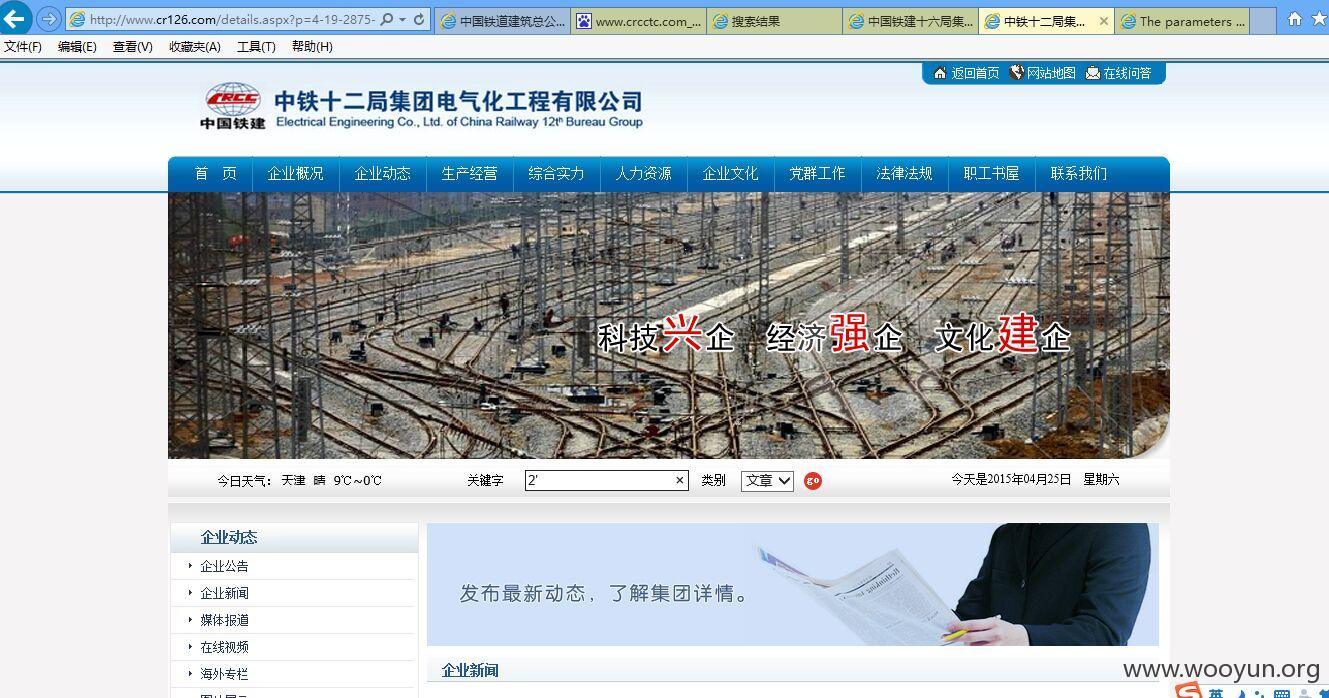 http://www.cr126.com/details.aspx?p=4-19-2875-
中国铁道建筑总公...
www.crcctc.com_...
搜索结果
中国铁建十六局集...
中铁十二局集...
The parameters ...
文件(F) 编辑(E) 查看(V) 收藏夹(A) 工具(T) 帮助(H)
返回首页 网站地图 在线问答
CRCC
中国铁建
中铁十二局集团电气化工程有限公司
Electrical Engineering Co., Ltd. of China Railway 12th Bureau Group
首 页 企业概况 企业动态 生产经营 综合实力 人力资源 企业文化 党群工作 法律法规 职工书屋 联系我们
科技兴企 经济强企 文化建企
今日天气： 天津 晴 9℃~0℃ 关键字 2' × 类别 文章 go 今天是2015年04月25日 星期六
企业动态
企业公告
企业新闻
媒体报道
在线视频
海外专栏
发布最新动态，了解集团详情。
企业新闻
www.wooyun.org
英